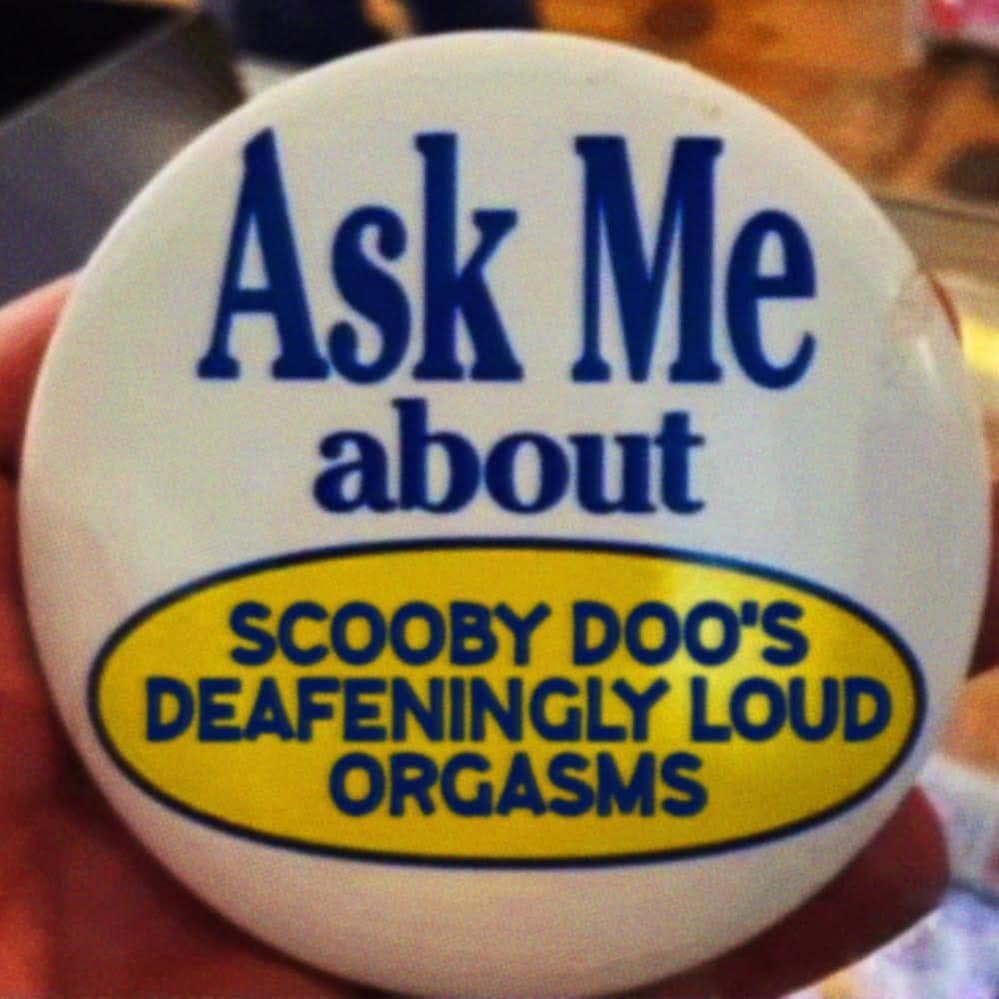 Ask Me
about
SCOOBY DOO'S
DEAFENINGLY LOUD
ORGASMS